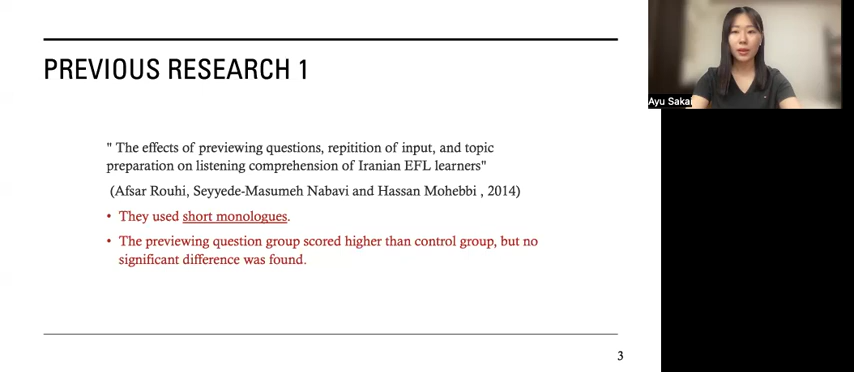 PREVIOUS RESEARCH 1
" The effects of previewing questions, repitition of input, and topic
preparation on listening comprehension of Iranian EFL learners"
(Afsar Rouhi, Seyyede-Masumeh Nabavi and Hassan Mohebbi , 2014)
• They used short monologues.
• The previewing question group scored higher than control group, but no
significant difference was found.
3
Ayu Sakai